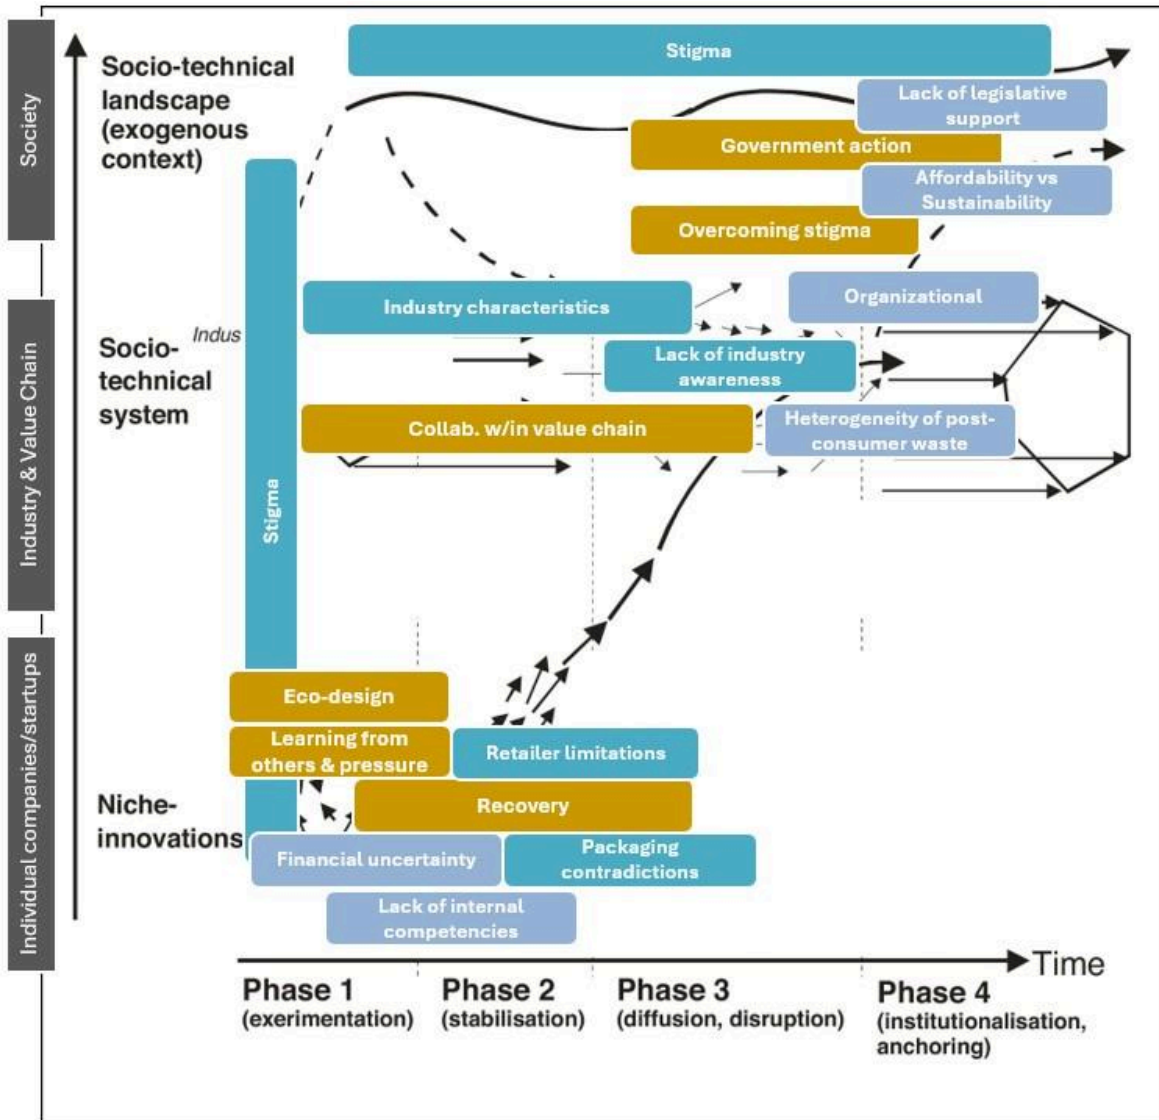 Society
Industry & Value Chain
Individual companies/startups
Socio-technical
landscape
(exogenous
context)
Stigma
Lack of legislative
support
Government action
Affordability vs
Sustainability
Overcoming stigma
Stigma
Industry characteristics
Organizational
Indus
Socio-
technical
system
Lack of industry
awareness
Collab. w/in value chain
Heterogeneity of post-
consumer waste
Eco-design
Learning from
others & pressure
Retailer limitations
Recovery
Niche-
innovations
Financial uncertainty
Packaging
contradictions
Lack of internal
competencies
Time
Phase 1
(exerimentation)
Phase 2
(stabilisation)
Phase 3
(diffusion, disruption)
Phase 4
(institutionalisation,
anchoring)